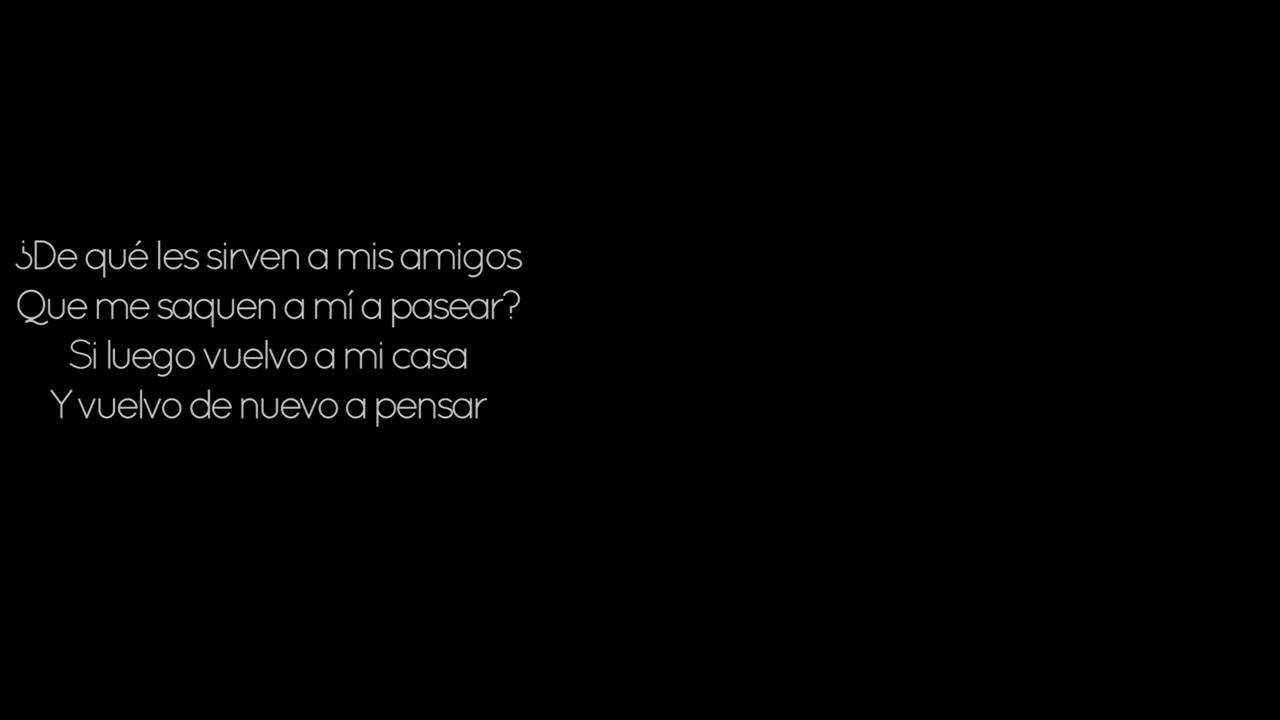 ¿De qué les sirven a mis amigos
Que me saquen a mí a pasear?
Si luego vuelvo a mi casa
Y vuelvo de nuevo a pensar